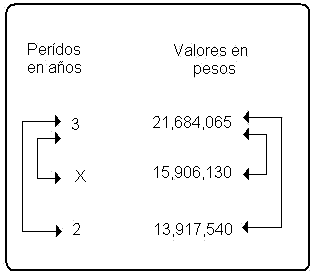 Perídos en años
Valores en pesos
3 21,684,065
X 15,906,130
2 13,917,540